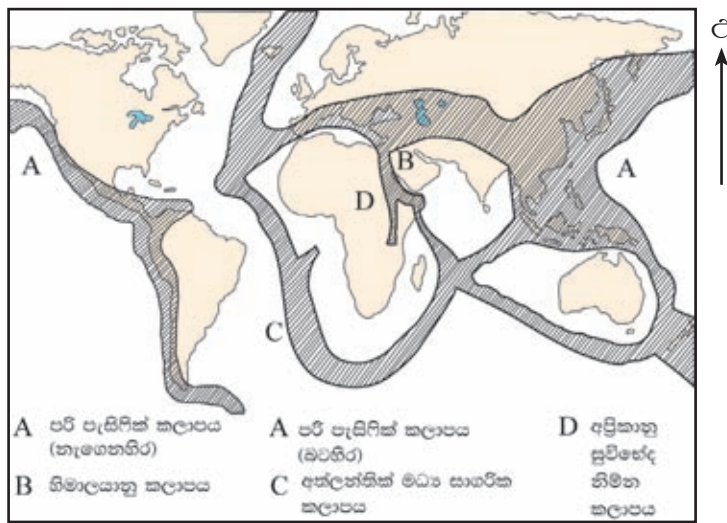 උ
A
A
B
D
C
A පරි පැසිෆික් කලාපය
(නැගෙනහිර)
B හිමාලයානු කලාපය
A පරි පැසිෆික් කලාපය
(බටහිර)
C අත්ලන්තික් මධ්‍ය සාගරික
කලාපය
D අප්‍රිකානු
සුවිභේද
නිම්න
කලාපය